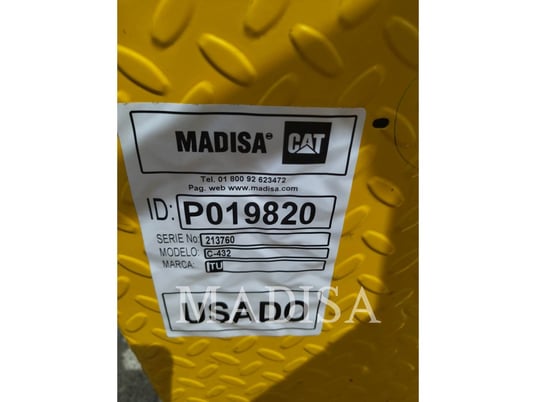 MADISA® CAT
Tel. 01 800 92 623472
Pag. web www.madisa.com
ID: P019820
SERIE No: 213760
MODELO: C-432
MARCA: ITU
MADISA
USADO